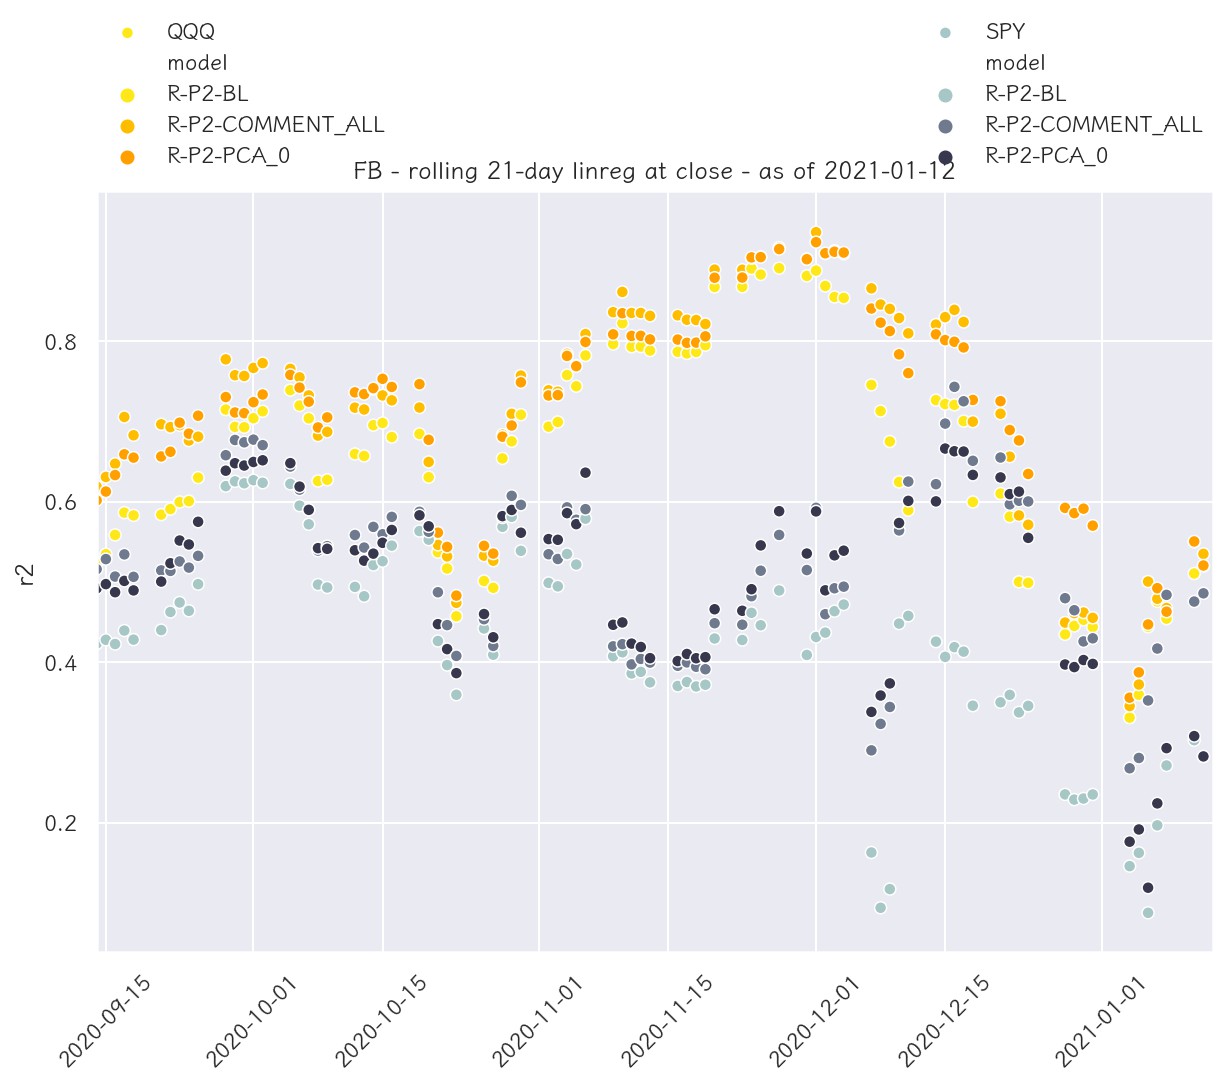 QQQ
model
R-P2-BL
R-P2-COMMENT_ALL
R-P2-PCA_0
SPY
model
R-P2-BL
R-P2-COMMENT_ALL
R-P2-PCA_0
FB - rolling 21-day linreg at close - as of 2021-01-12
r2
0.8
0.6
0.4
0.2
2020-09-15
2020-10-01
2020-10-15
2020-11-01
2020-11-15
2020-12-01
2020-12-15
2021-01-01